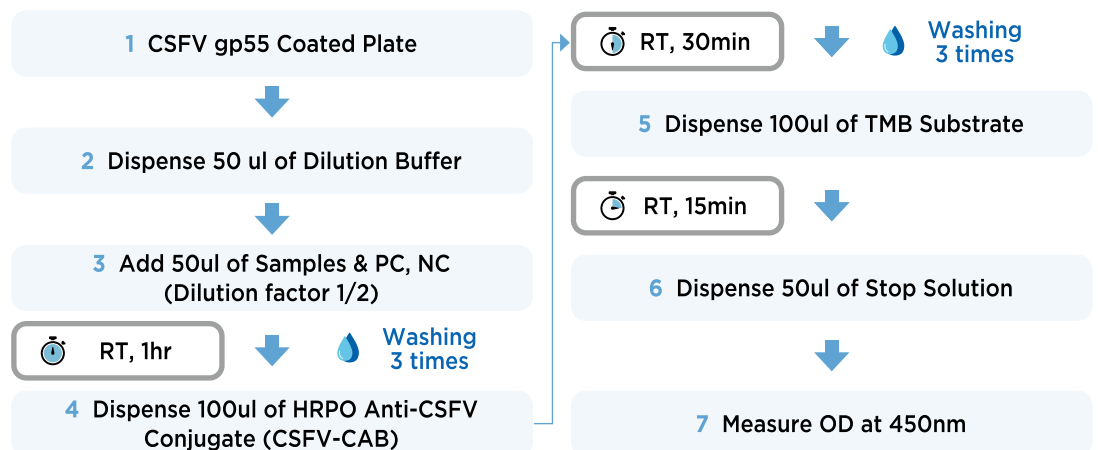 1 CSFV gp55 Coated Plate
2 Dispense 50 ul of Dilution Buffer
3 Add 50ul of Samples & PC, NC
(Dilution factor 1/2)
RT, 1hr
Washing
3 times
4 Dispense 100ul of HRPO Anti-CSFV
Conjugate (CSFV-CAB)
RT, 30min
Washing
3 times
5 Dispense 100ul of TMB Substrate
RT, 15min
6 Dispense 50ul of Stop Solution
7 Measure OD at 450nm